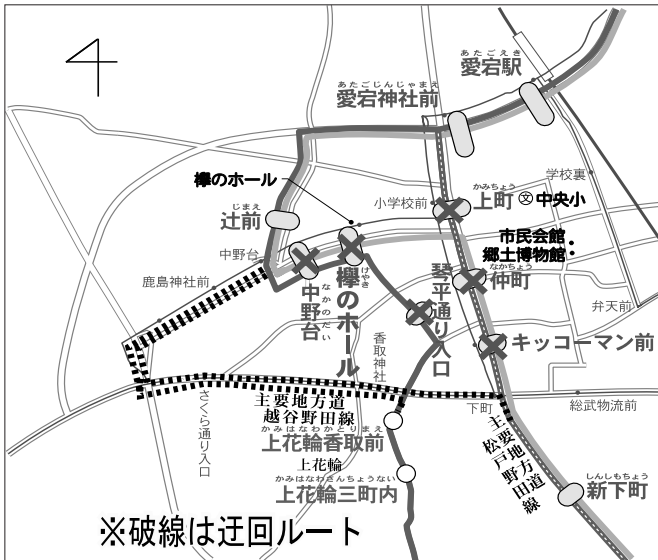 あたごえき
愛宕駅
あたごじんじゃまえ
愛宕神社前
学校裏
欅のホール
小学校前
かみちょう
上町
文
中央小
じまえ
辻前
市民会館
郷土博物館
中野台
なかちょう
仲町
鹿島神社前
なかのだい
中野台
けやき
欅のホール
琴平通り入口
弁天前
キッコーマン前
香取神社
さくら通り入口
主要地方道
越谷野田線
下町
総武物流前
かみはなわかとりまえ
上花輪香取前
主要地方道
松戸野田線
上花輪
かみはなわさんちょうない
上花輪三町内
しんしもちょう
新下町
※破線は迂回ルート